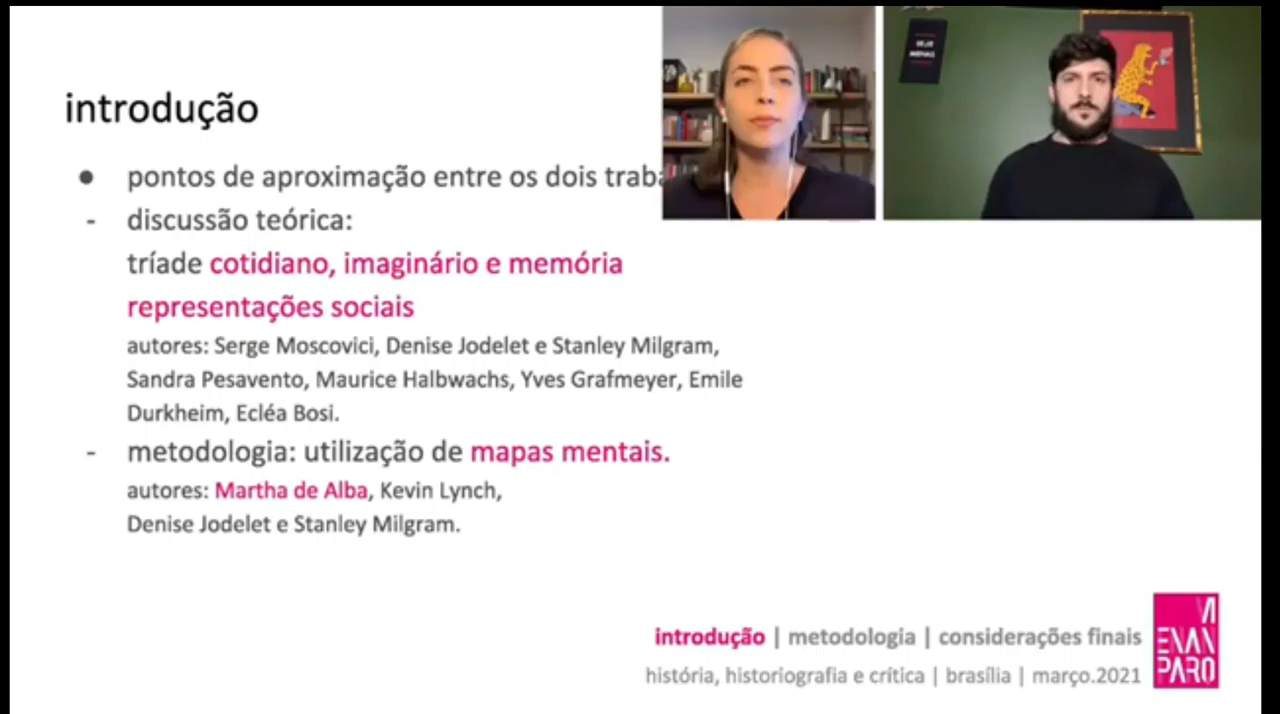 introdução
● pontos de aproximação entre os dois traba
- discussão teórica:
tríade cotidiano, imaginário e memória
representações sociais
autores: Serge Moscovici, Denise Jodelet e Stanley Milgram,
Sandra Pesavento, Maurice Halbwachs, Yves Grafmeyer, Emile
Durkheim, Ecléa Bosi.
- metodologia: utilização de mapas mentais.
autores: Martha de Alba, Kevin Lynch,
Denise Jodelet e Stanley Milgram.
introdução | metodologia | considerações finais
história, historiografia e crítica | brasília | março.2021
VI
ENAN
PARQ